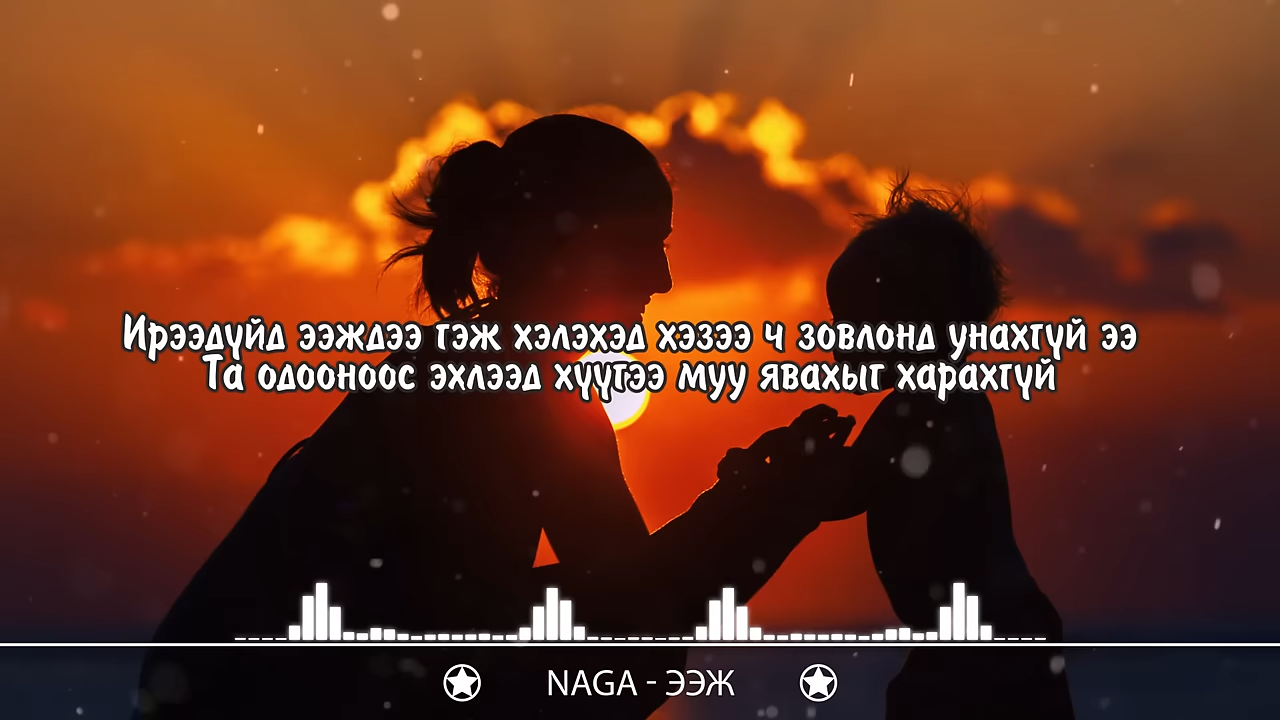 Ирээдүйд ээждээ гэж хэлэхэд хэзээ ч зовлонд унахгүй ээ
Та одооноос эхлээд хүүгээ муу явахыг харахгүй
NAGA - ЭЭЖ